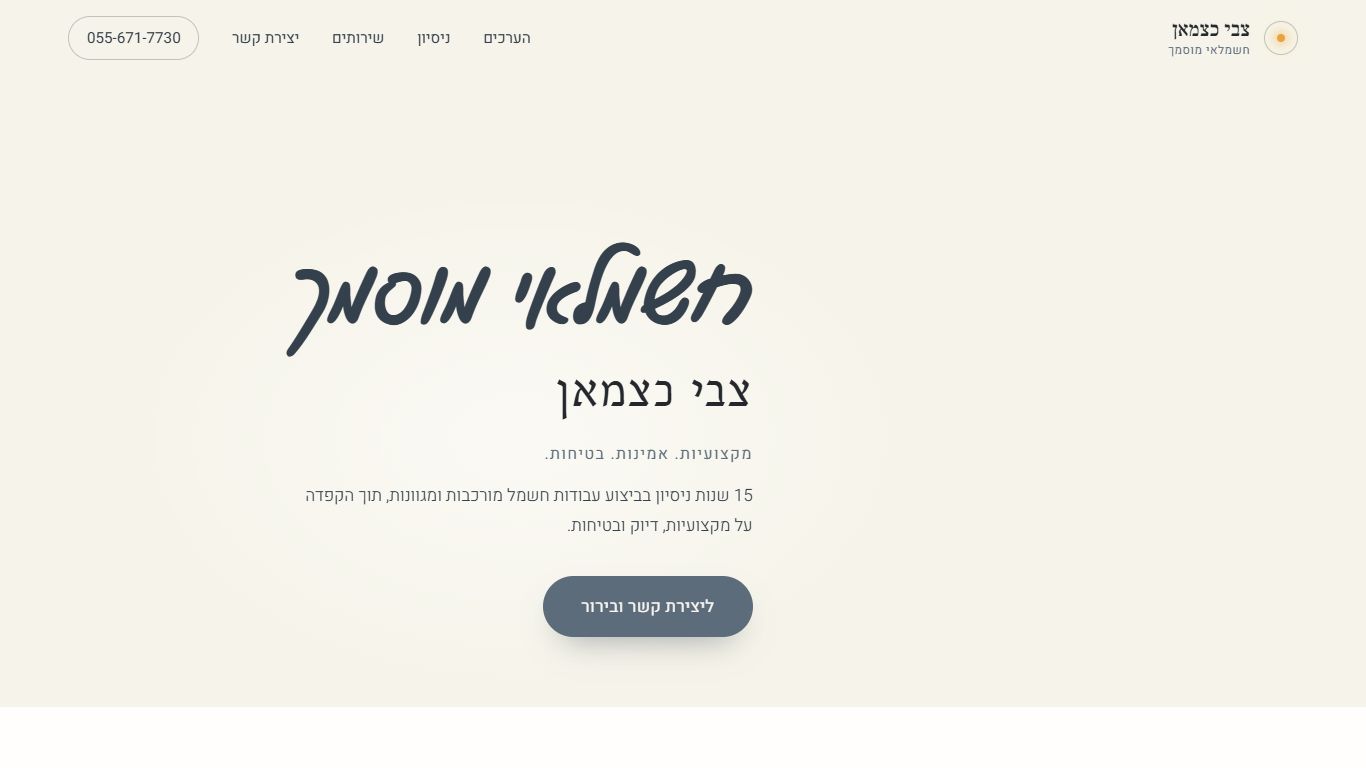 צבי כצמאן
חשמלאי מוסמך
הערכים
ניסיון
שירותים
יצירת קשר
055-671-7730
חשמלאי מוסמך
צבי כצמאן
מקצועיות. אמינות. בטיחות.
15 שנות ניסיון בביצוע עבודות חשמל מורכבות ומגוונות, תוך הקפדה
על מקצועיות, דיוק ובטיחות.
ליצירת קשר ובירור